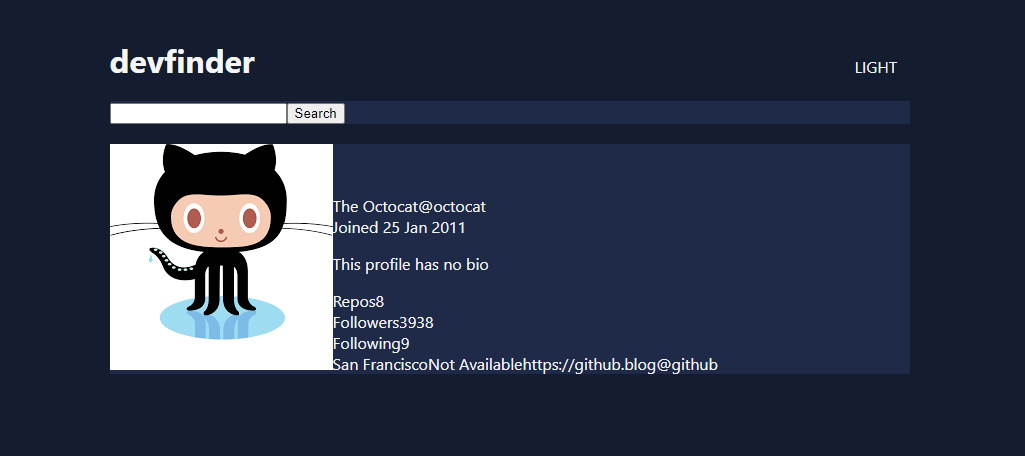 devfinder
LIGHT
Search
The Octocat@octocat
Joined 25 Jan 2011
This profile has no bio
Repos8
Followers3938
Following9
San FranciscoNot Availablehttps://github.blog@github